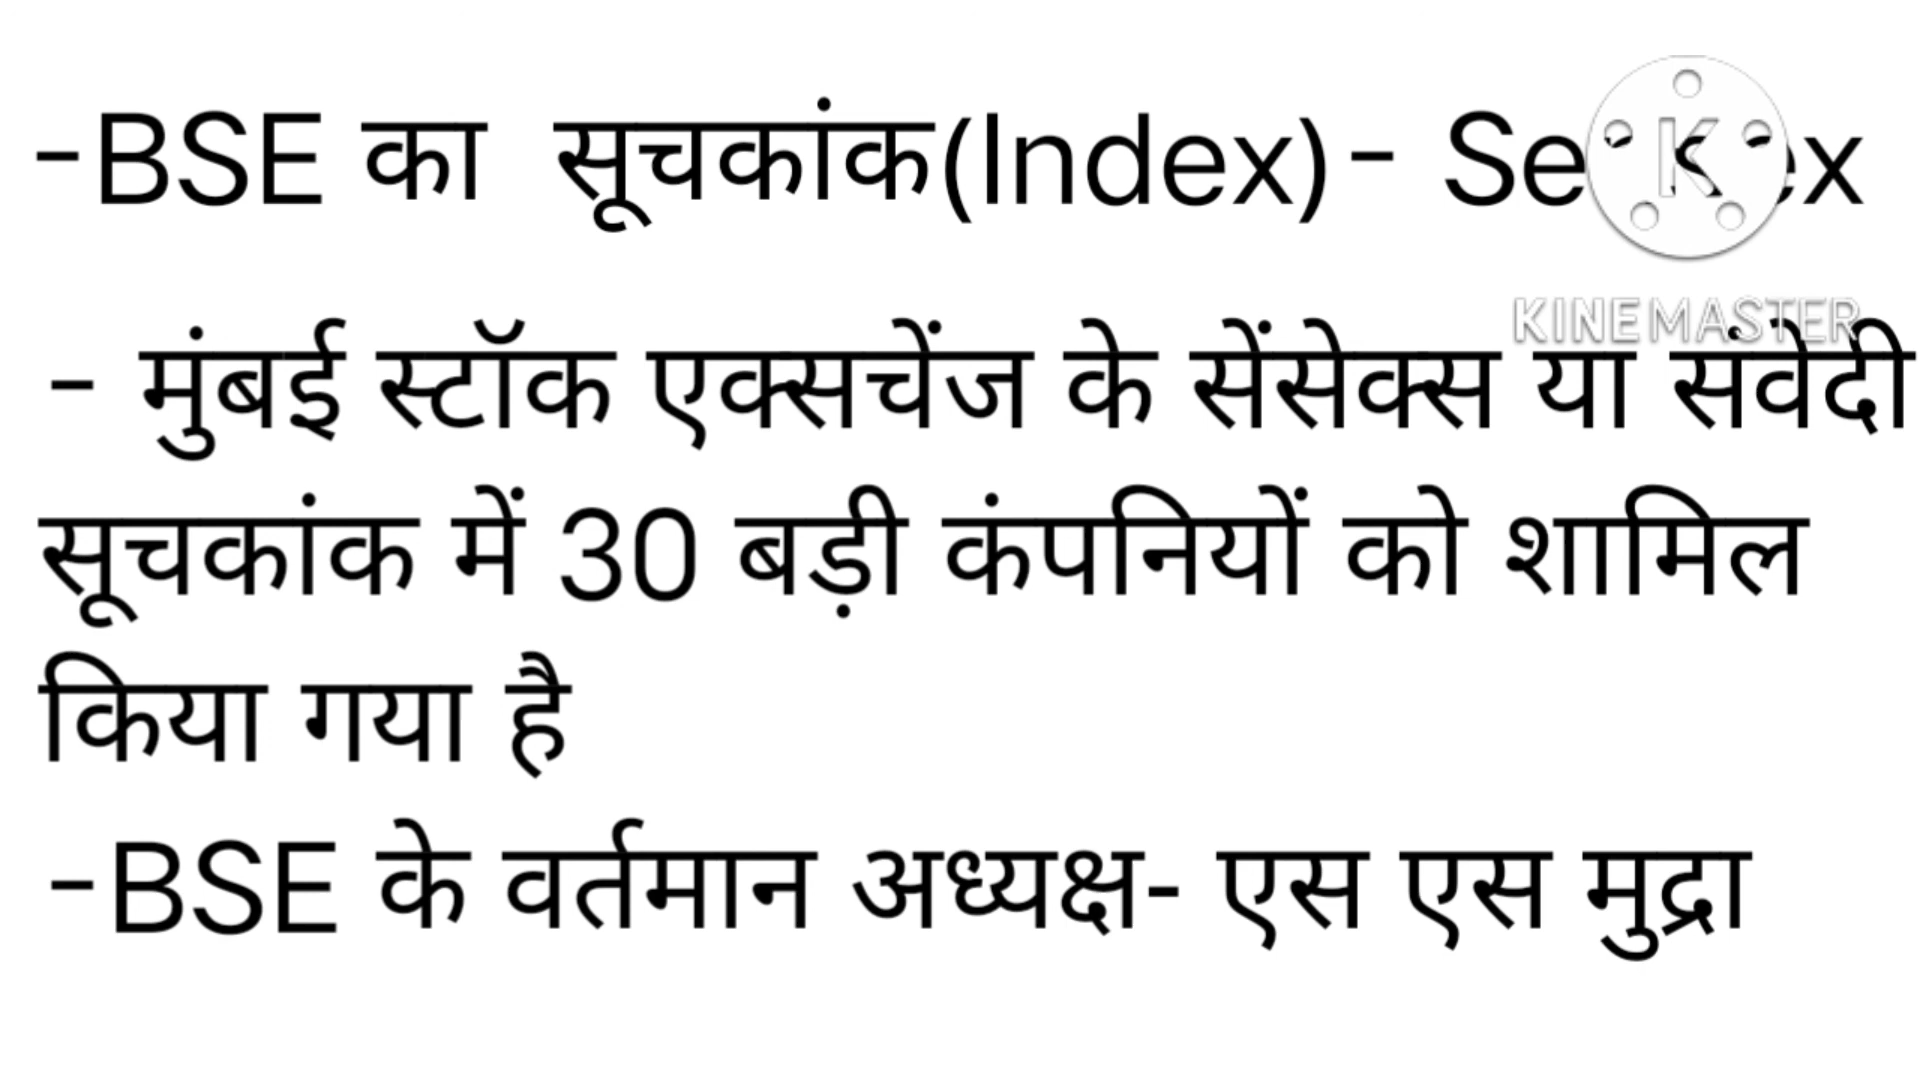 -BSE का सूचकांक(Index)- Sensex
KINEMASTER
- मुंबई स्टॉक एक्सचेंज के सेंसेक्स या संवेदी
सूचकांक में 30 बड़ी कंपनियों को शामिल
किया गया है
-BSE के वर्तमान अध्यक्ष- एस एस मुद्रा